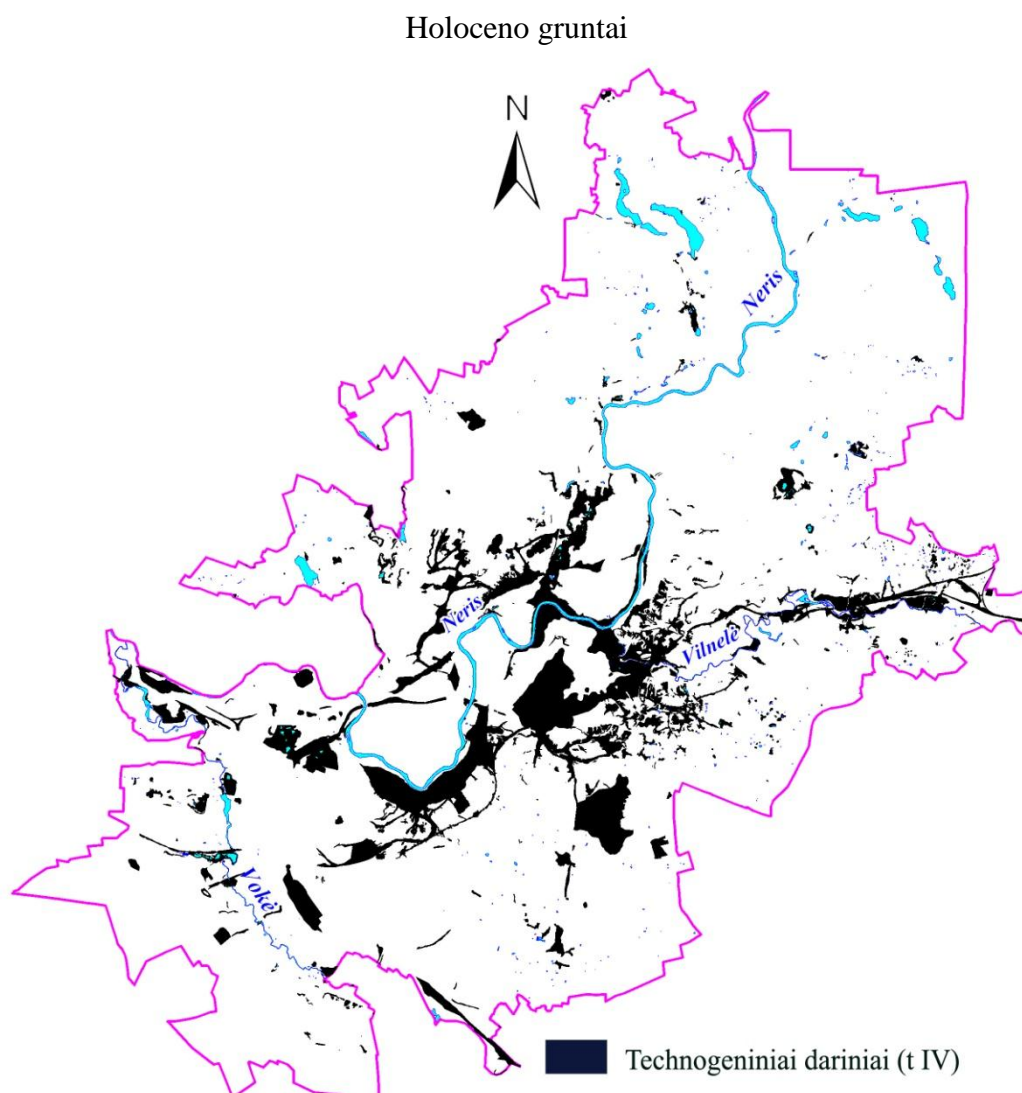 Holoceno gruntai
N
Neris
Neris
Vilnelė
Vokė
Technogeniniai dariniai (t IV)